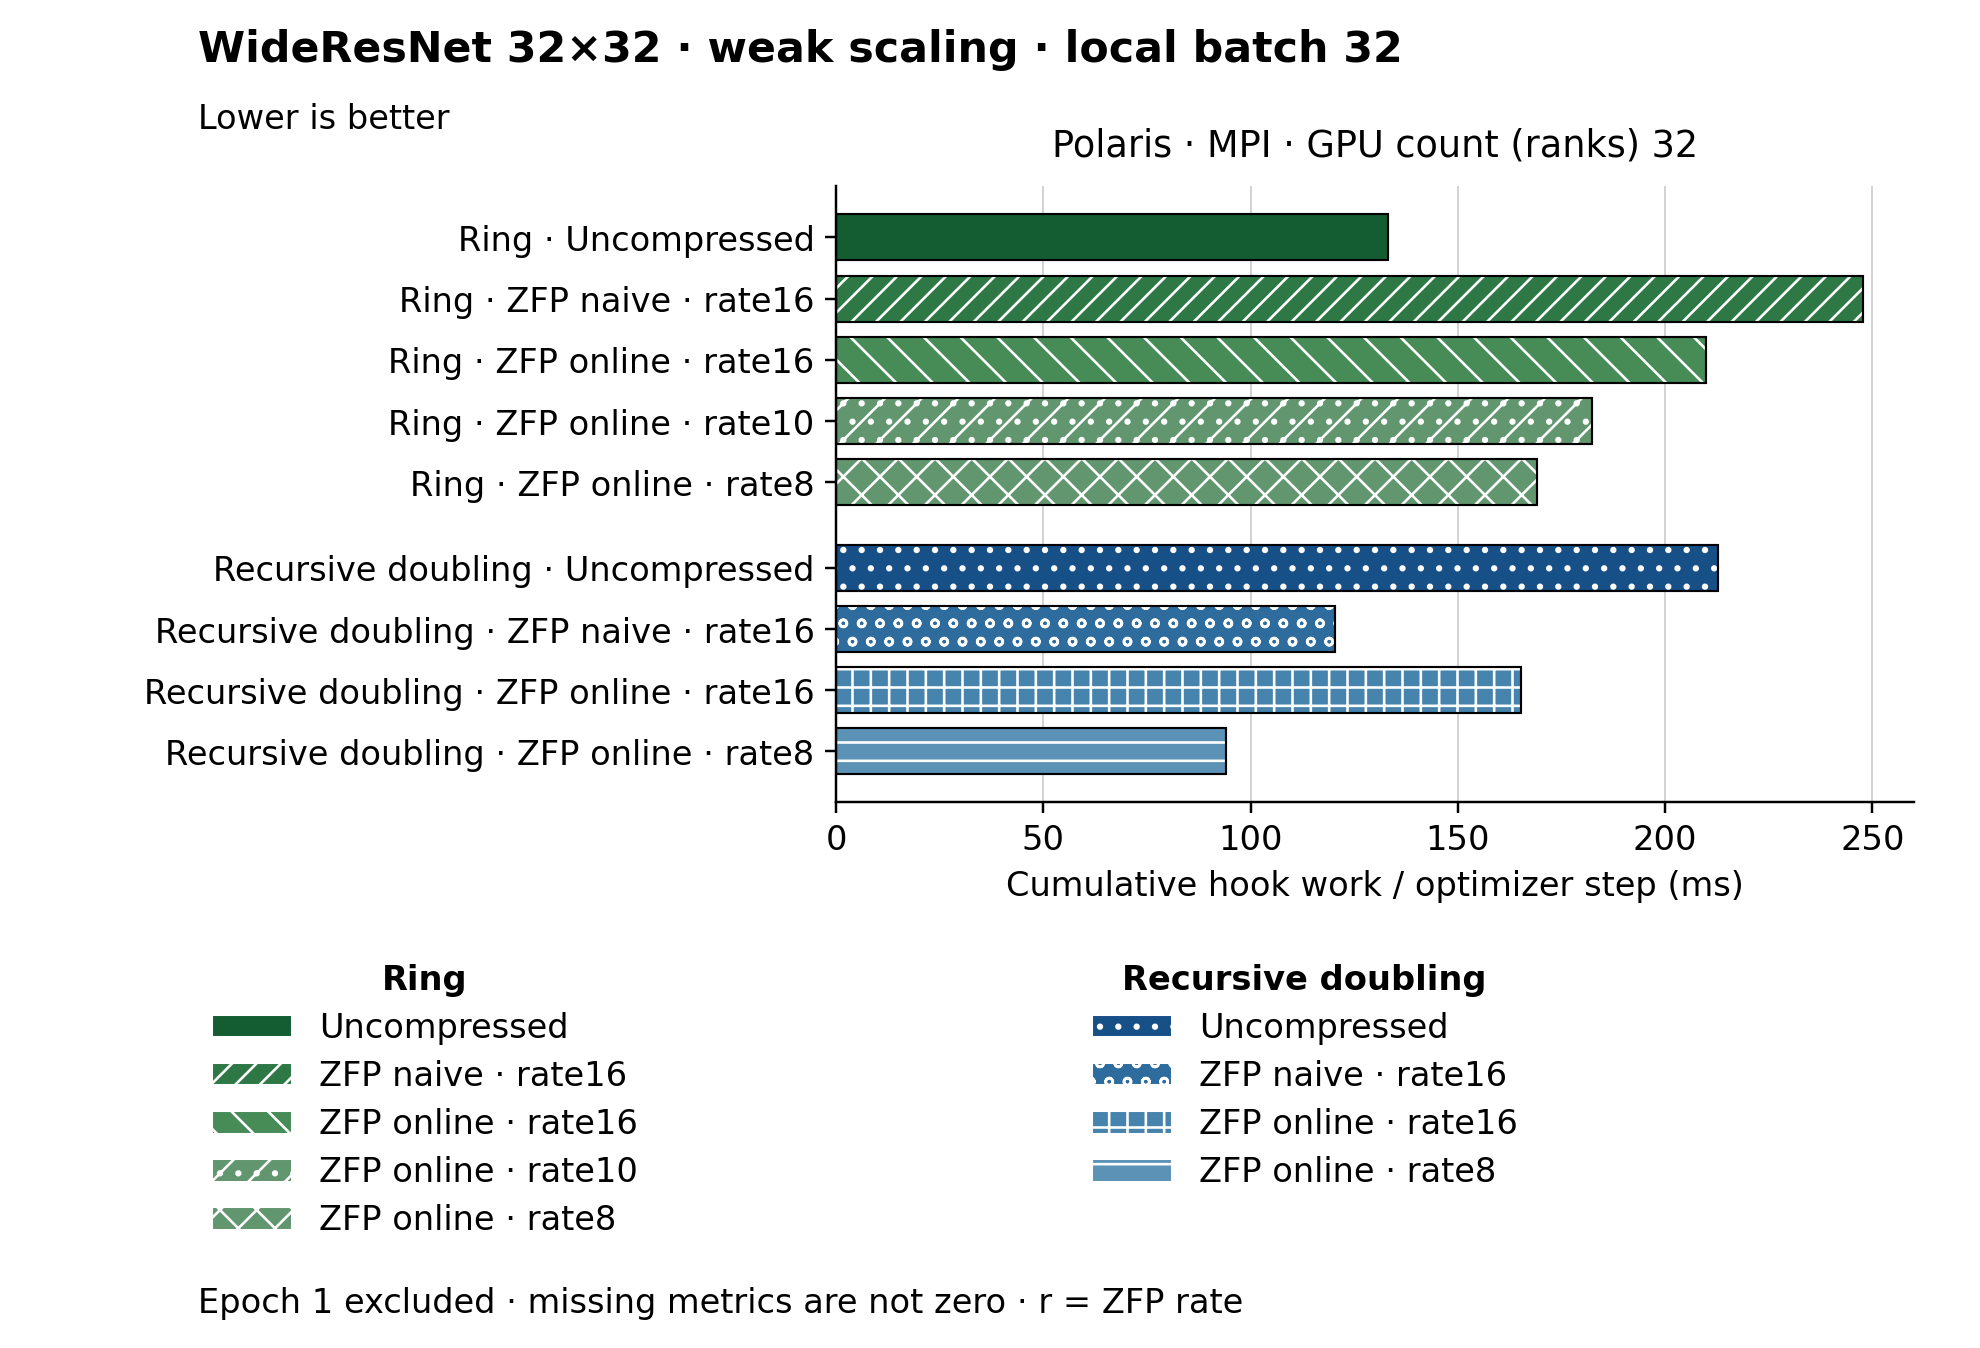 WideResNet 32×32 · weak scaling · local batch 32
Lower is better
Polaris · MPI · GPU count (ranks) 32
Ring · Uncompressed
Ring · ZFP naive · rate16
Ring · ZFP online · rate16
Ring · ZFP online · rate10
Ring · ZFP online · rate8
Recursive doubling · Uncompressed
Recursive doubling · ZFP naive · rate16
Recursive doubling · ZFP online · rate16
Recursive doubling · ZFP online · rate8
0 50 100 150 200 250
Cumulative hook work / optimizer step (ms)
Ring
Uncompressed
ZFP naive · rate16
ZFP online · rate16
ZFP online · rate10
ZFP online · rate8
Recursive doubling
Uncompressed
ZFP naive · rate16
ZFP online · rate16
ZFP online · rate8
Epoch 1 excluded · missing metrics are not zero · r = ZFP rate